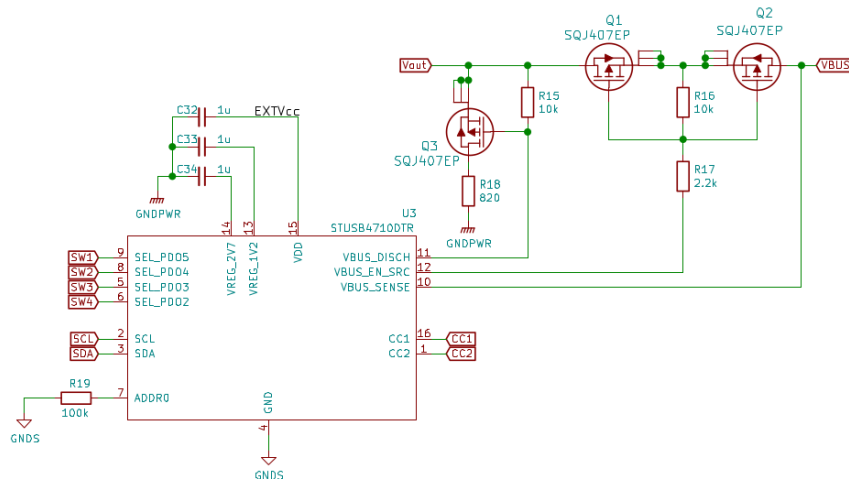 Q1
SQJ407EP
Q2
SQJ407EP
Vout
VBUS
R15
10k
R16
10k
C32
1u
EXTVcc
C33
1u
C34
1u
GNDPWR
Q3
SQJ407EP
R17
2.2k
R18
820
GNDPWR
U3
STUSB4710DTR
14
13
15
VREG_2V7
VREG_1V2
VDD
SW1
9
SEL_PDO5
SW2
8
SEL_PDO4
SW3
5
SEL_PDO3
SW4
6
SEL_PDO2
VBUS_DISCH
11
VBUS_EN_SRC
12
VBUS_SENSE
10
SCL
2
SCL
SDA
3
SDA
CC1
16
CC1
CC2
1
CC2
R19
100k
7
ADDR0
GND
4
GNDS
GNDS